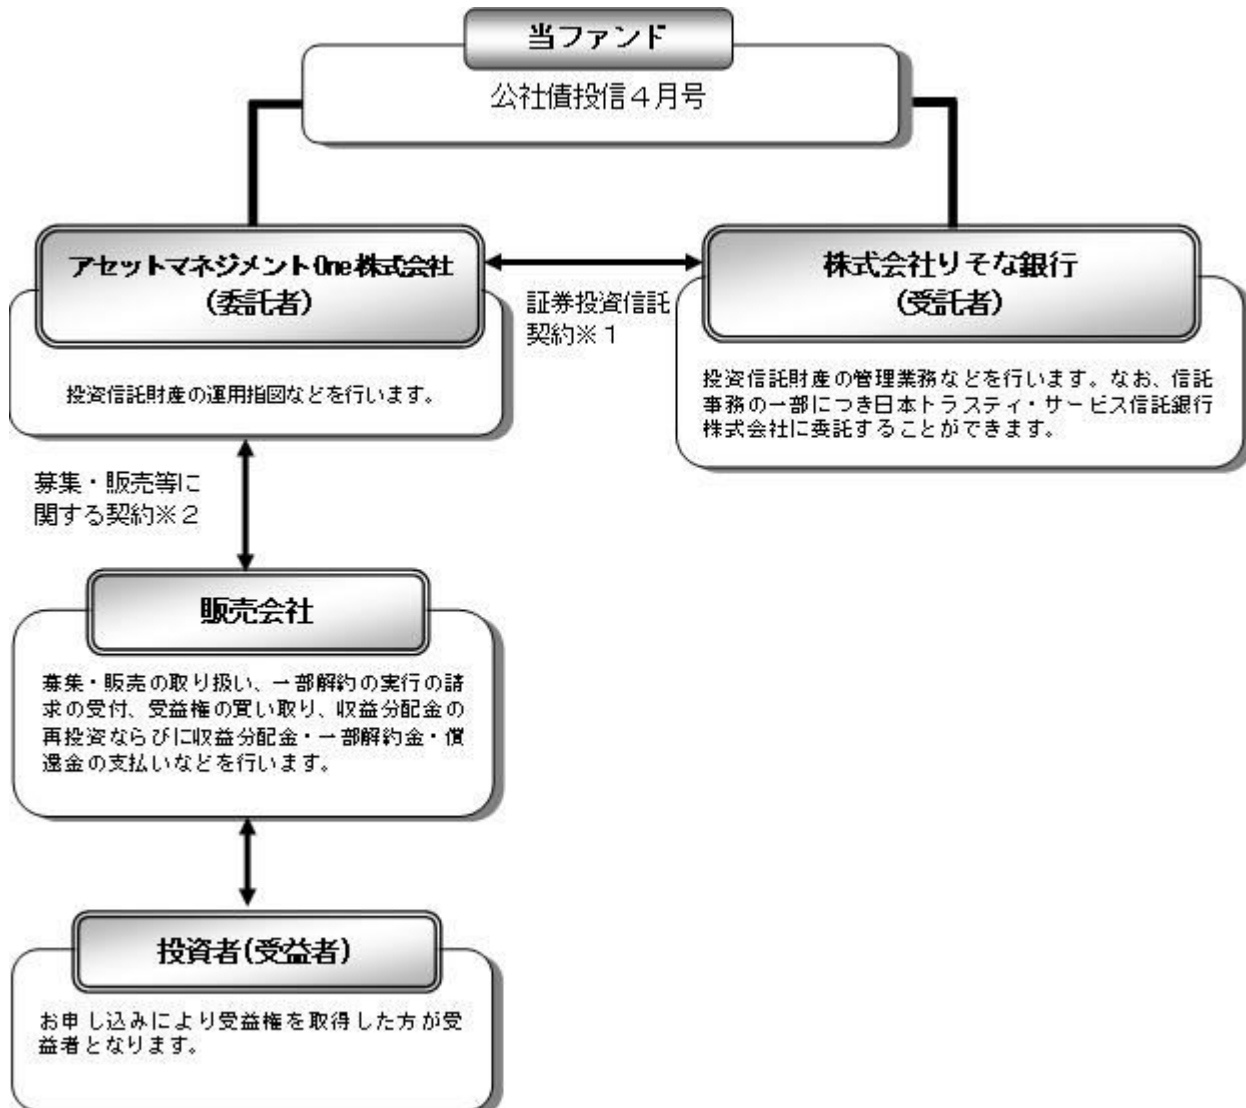 当ファンド
公社債投信４月号
アセットマネジメントOne株式会社
(委託者)
投資信託財産の運用指図などを行います。
証券投資信託
契約※１
株式会社りそな銀行
(受託者)
投資信託財産の管理業務などを行います。なお、信託
事務の一部につき日本トラスティ・サービス信託銀行
株式会社に委託することができます。
募集・販売等に
関する契約※２
販売会社
募集・販売の取り扱い、一部解約の実行の請
求の受付、受益権の買い取り、収益分配金の
再投資ならびに収益分配金・一部解約金・償
還金の支払いなどを行います。
投資者(受益者)
お申し込みにより受益権を取得した方が受
益者となります。